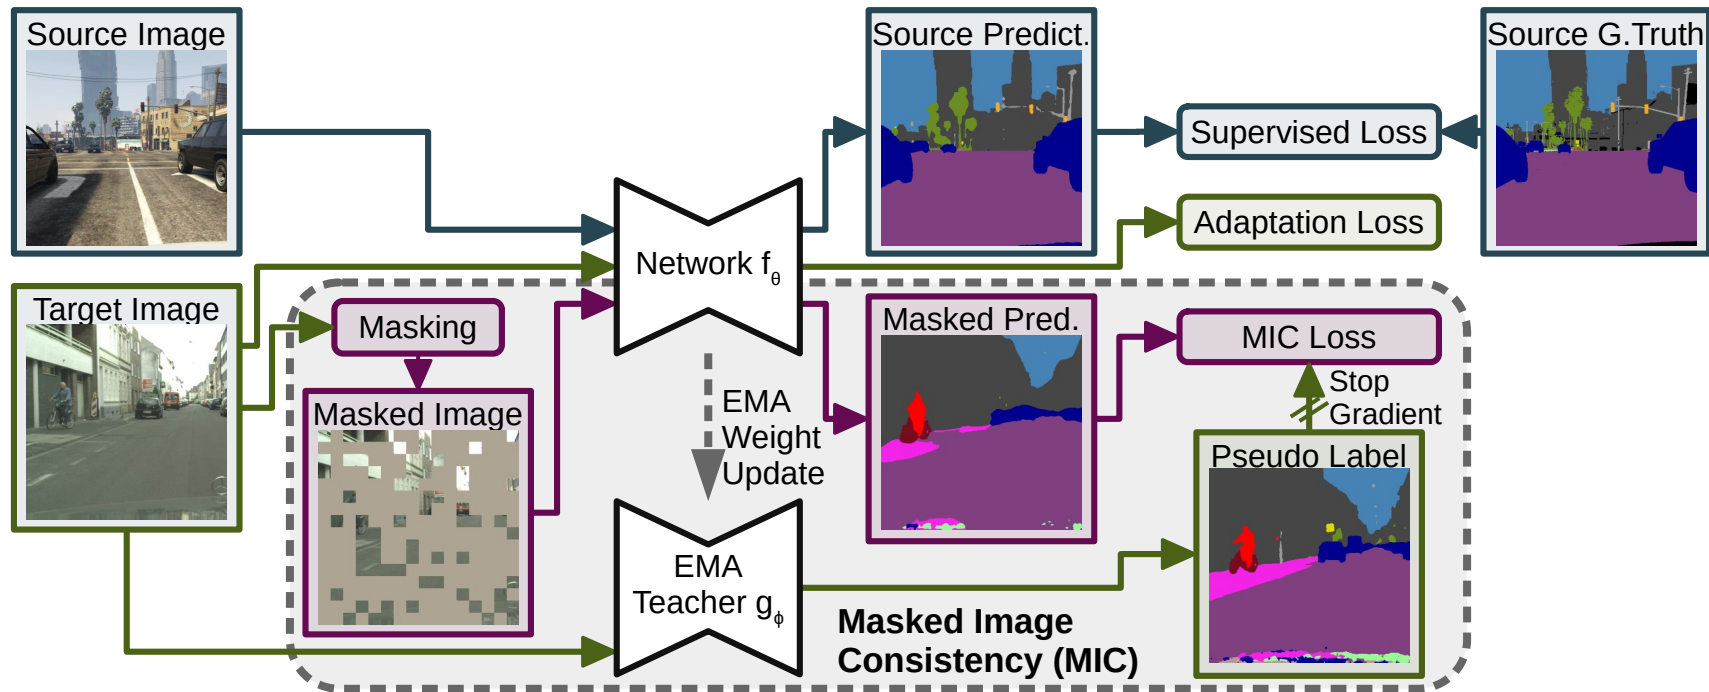 Source Image
Source Predict.
Source G.Truth
Supervised Loss
Adaptation Loss
Network fθ
Target Image
Masking
Masked Pred.
MIC Loss
Masked Image
EMA
Weight
Update
Stop
Gradient
Pseudo Label
EMA
Teacher gϕ
Masked Image
Consistency (MIC)